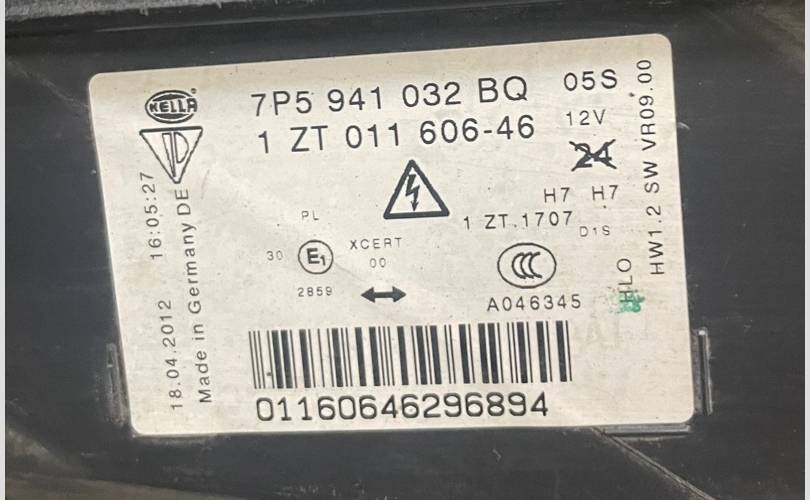 HELLA
7P5 941 032 BQ
05S
1 ZT 011 606-46
12V
24
H7 H7
1 ZT.1707
D1S
PL
30
E1
XCERT
00
2859
CCC
A046345
HLO
HW1.2 SW VR09.00
18.04.2012 16:05:27
Made in Germany DE
01160646296894